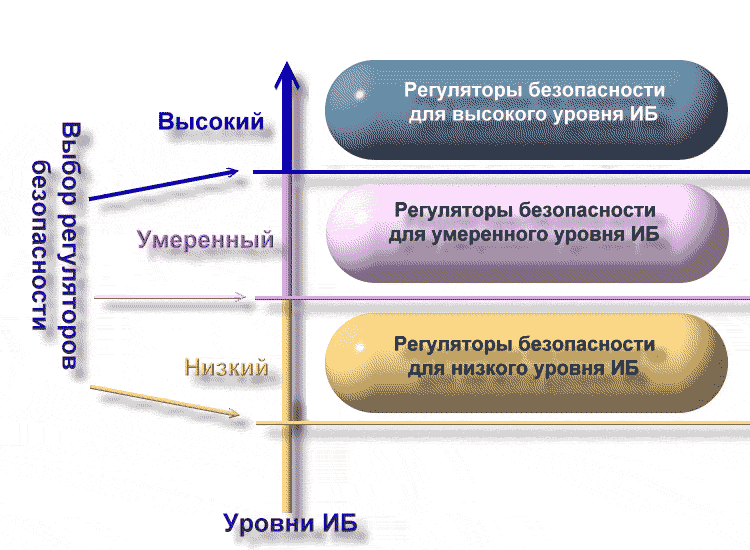 Выбор регуляторов
безопасности
Высокий
Регуляторы безопасности
для высокого уровня ИБ
Умеренный
Регуляторы безопасности
для умеренного уровня ИБ
Низкий
Регуляторы безопасности
для низкого уровня ИБ
Уровни ИБ